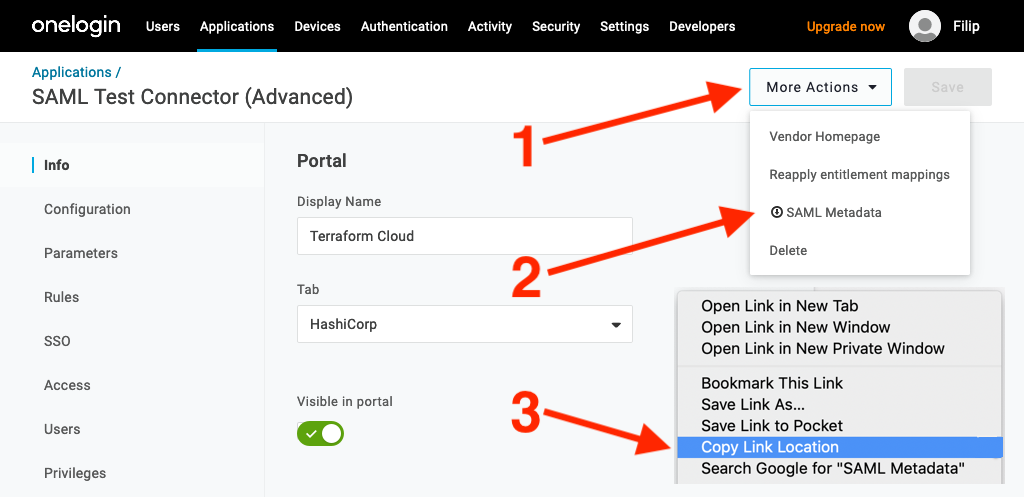 onelogin Users Applications Devices Authentication Activity Security Settings Developers Upgrade now Filip
Applications /
SAML Test Connector (Advanced)
More Actions
Save
1
Vendor Homepage
Reapply entitlement mappings
SAML Metadata
Delete
2
Info
Configuration
Parameters
Rules
SSO
Access
Users
Privileges
Portal
Display Name
Terraform Cloud
Tab
HashiCorp
Visible in portal
3
Open Link in New Tab
Open Link in New Window
Open Link in New Private Window
Bookmark This Link
Save Link As...
Save Link to Pocket
Copy Link Location
Search Google for "SAML Metadata"